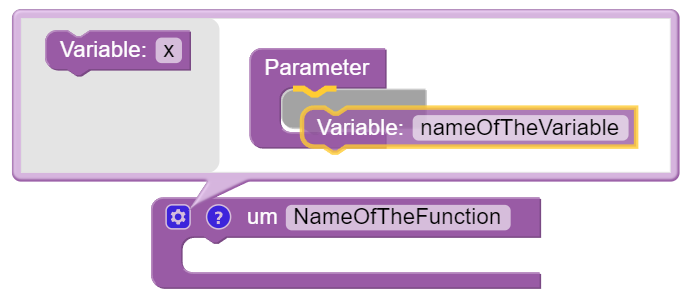 Variable: x
Parameter
Variable: nameOfTheVariable
? um NameOfTheFunction